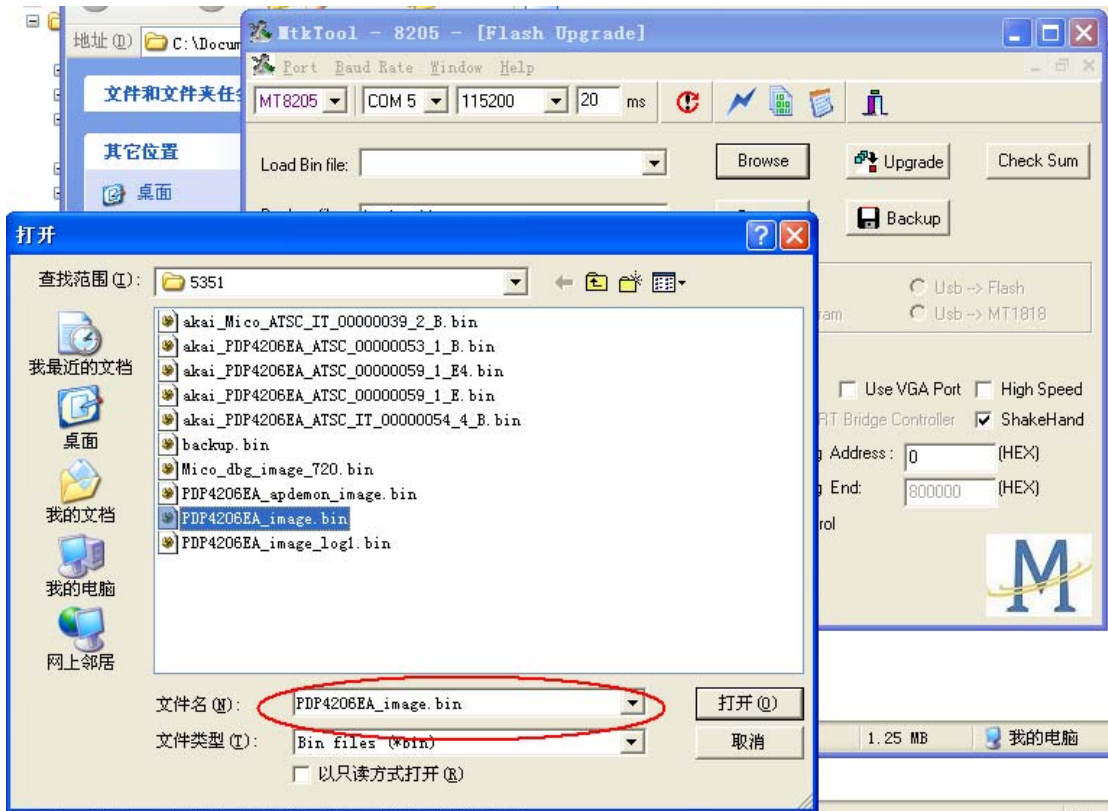 地址(D) C:\Docum
文件和文件夹任
其它位置
桌面
MtkTool - 8205 - [Flash Upgrade]
Port Baud Rate Window Help
MT8205 COM 5 115200 20 ms
Load Bin file: Browse Upgrade Check Sum
Backup
Usb --> Flash
ram Usb --> MT1818
Use VGA Port High Speed
RT Bridge Controller ShakeHand
g Address: 0 (HEX)
g End: 800000 (HEX)
rol
M
打开
查找范围(I): 5351
我最近的文档
桌面
我的文档
我的电脑
网上邻居
akai_Mico_ATSC_IT_00000039_2_B.bin
akai_PDP4206EA_ATSC_00000053_1_B.bin
akai_PDP4206EA_ATSC_00000059_1_E4.bin
akai_PDP4206EA_ATSC_00000059_1_E.bin
akai_PDP4206EA_ATSC_IT_00000054_4_B.bin
backup.bin
Mico_dbg_image_720.bin
PDP4206EA_apdemon_image.bin
PDP4206EA_image.bin
PDP4206EA_image_log1.bin
文件名(N): PDP4206EA_image.bin 打开(O)
文件类型(T): Bin files (*bin) 取消
以只读方式打开(R)
1.25 MB 我的电脑